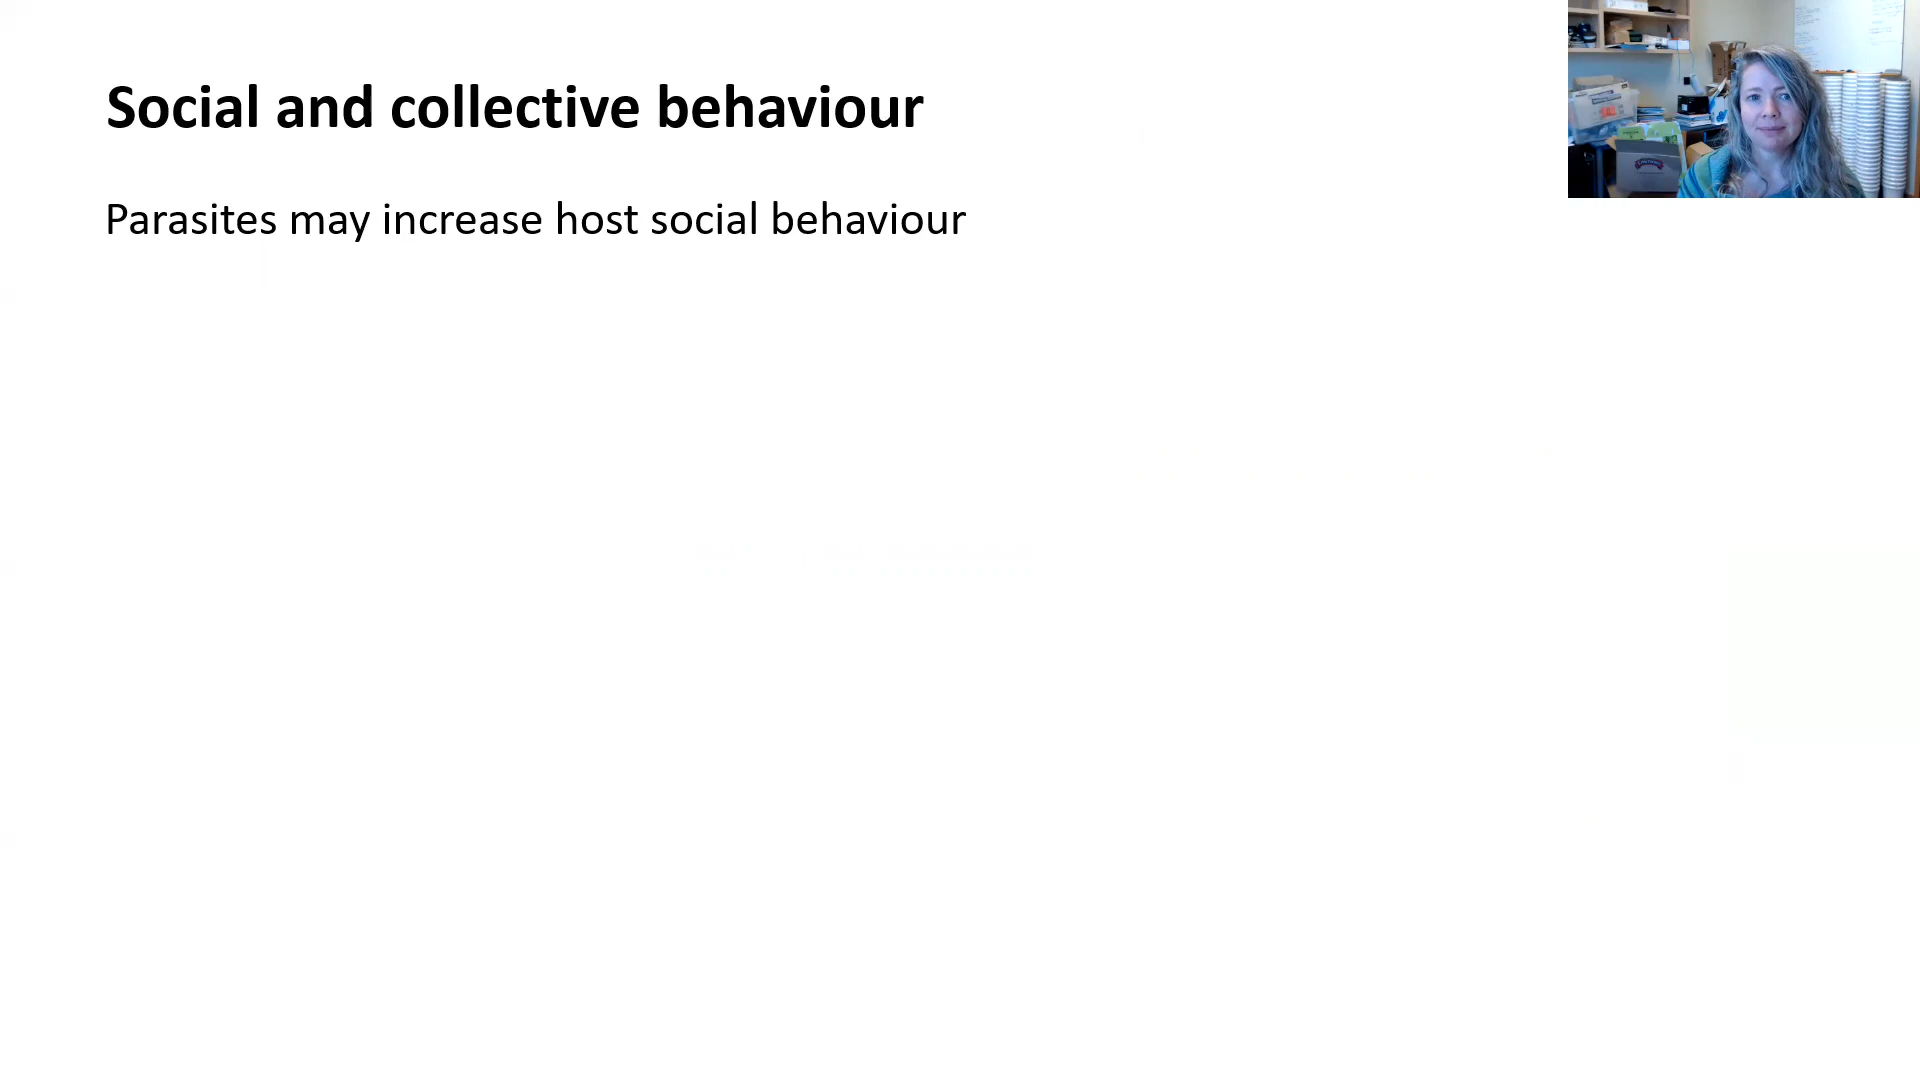 Social and collective behaviour
Parasites may increase host social behaviour